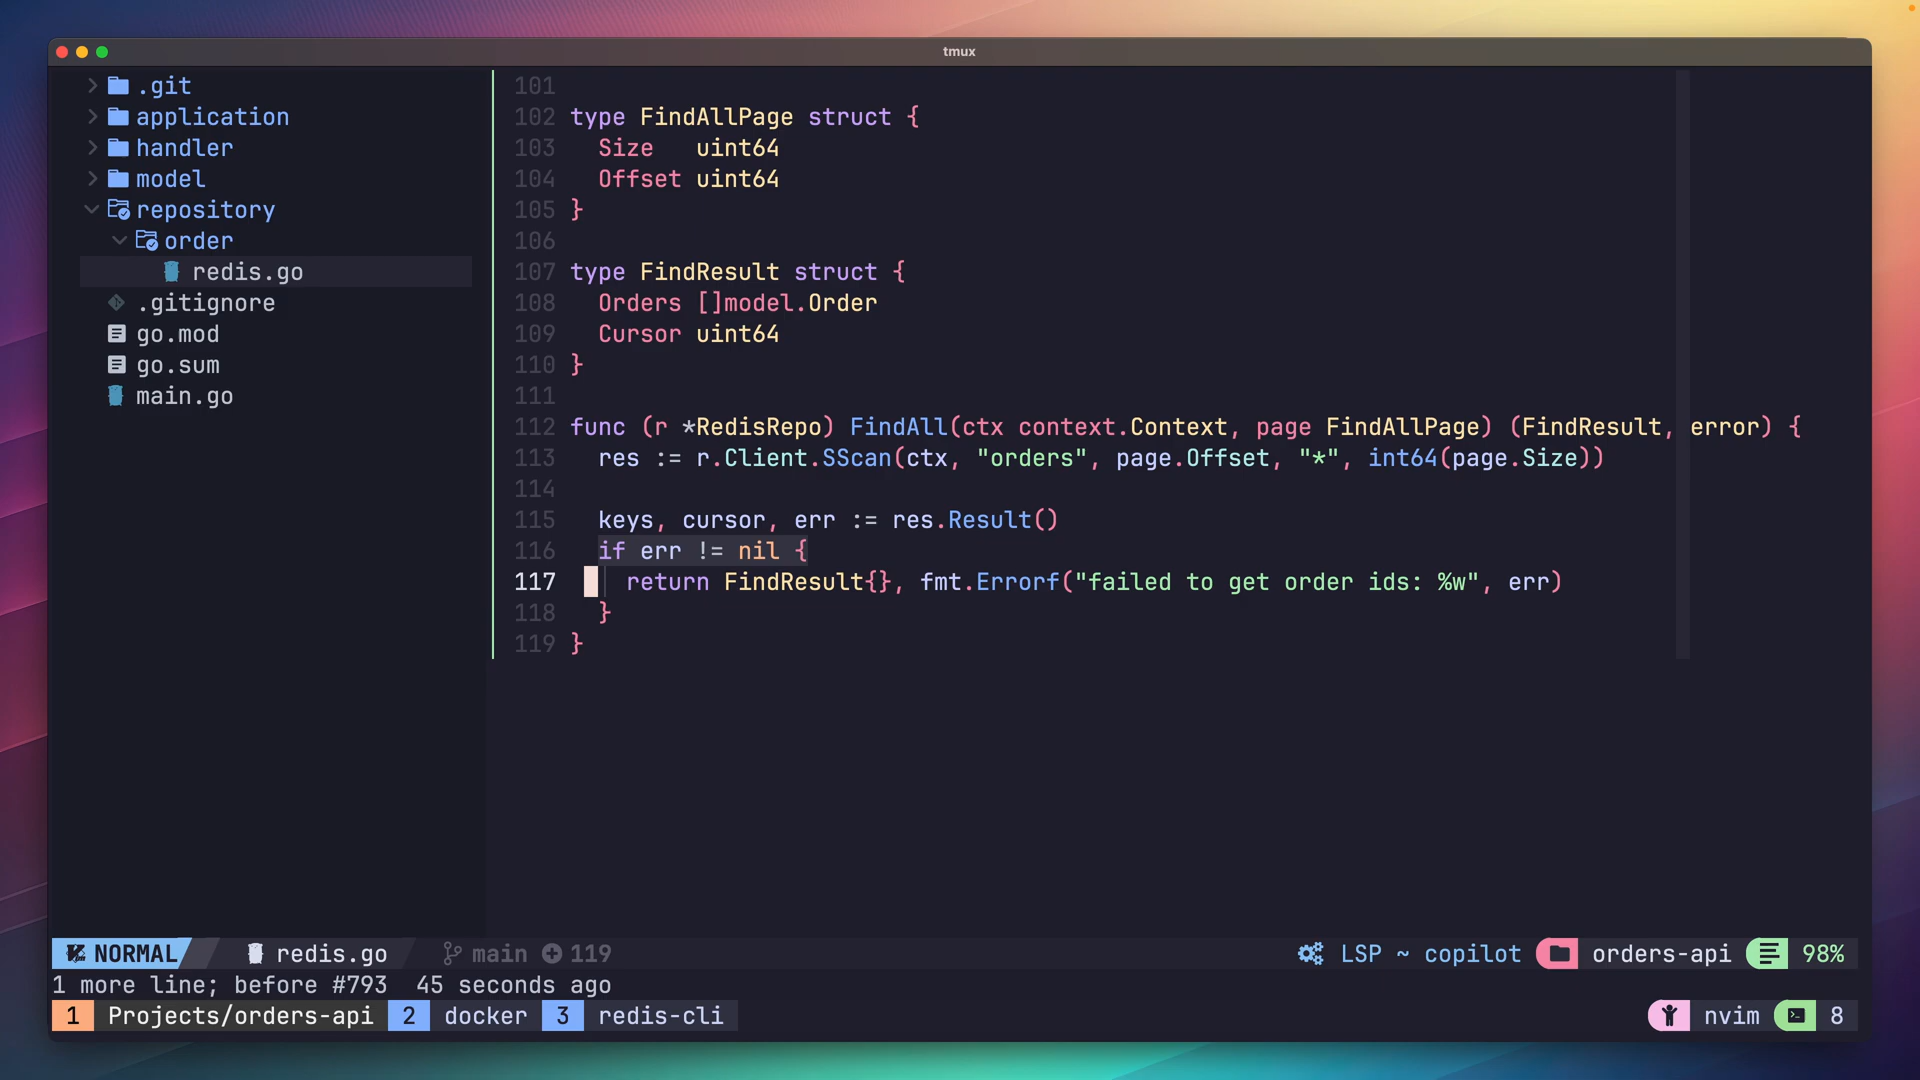 tmux
.git
application
handler
model
repository
order
redis.go
.gitignore
go.mod
go.sum
main.go
101
102 type FindAllPage struct {
103   Size   uint64
104   Offset uint64
105 }
106
107 type FindResult struct {
108   Orders []model.Order
109   Cursor uint64
110 }
111
112 func (r *RedisRepo) FindAll(ctx context.Context, page FindAllPage) (FindResult, error) {
113   res := r.Client.SScan(ctx, "orders", page.Offset, "*", int64(page.Size))
114
115   keys, cursor, err := res.Result()
116   if err != nil {
117     return FindResult{}, fmt.Errorf("failed to get order ids: %w", err)
118   }
119 }
NORMAL redis.go main 119 LSP ~ copilot orders-api 98%
1 more line; before #793  45 seconds ago
1 Projects/orders-api 2 docker 3 redis-cli nvim 8